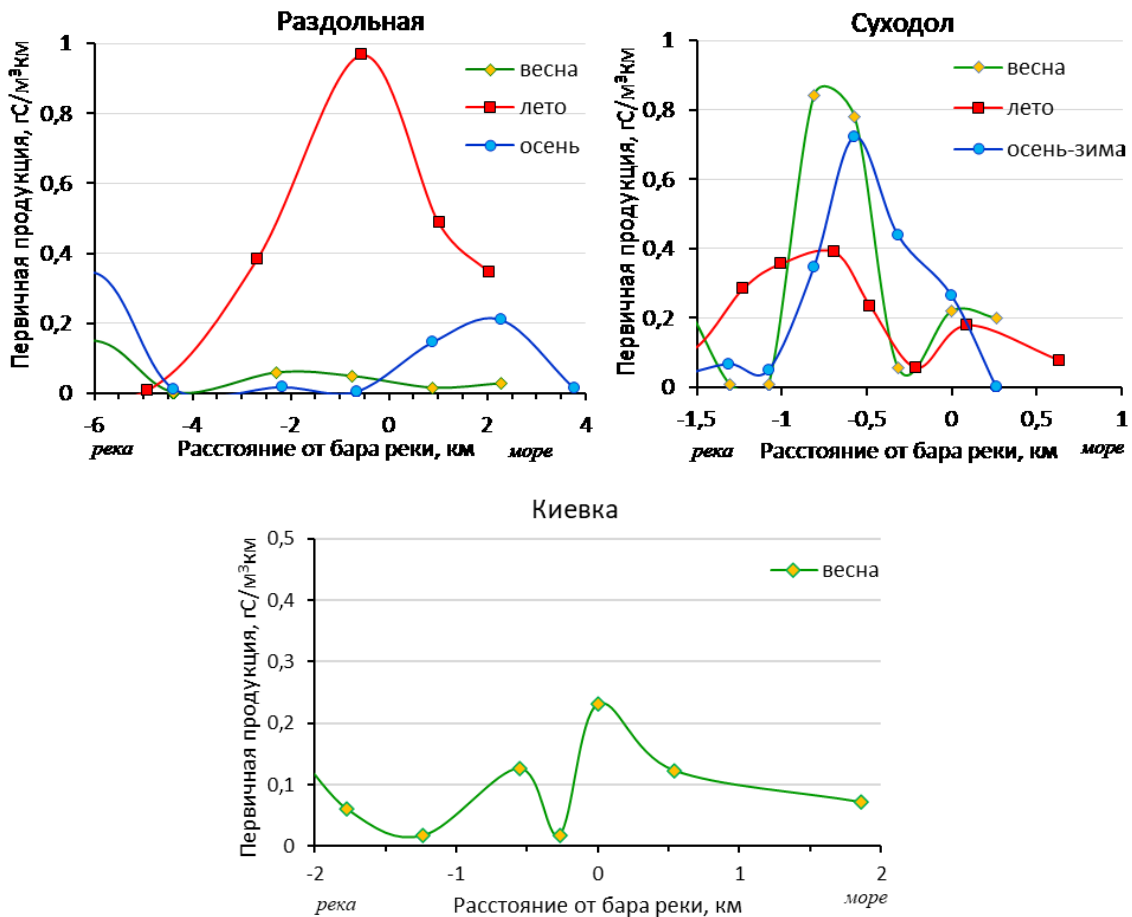 Раздольная
Первичная продукция, гС/м³км
1
0,8
0,6
0,4
0,2
0
весна
лето
осень
-6
-4
-2
0
2
4
река
Расстояние от бара реки, км
море
Суходол
Первичная продукция, гС/м³км
1
0,8
0,6
0,4
0,2
0
весна
лето
осень-зима
-1,5
-1
-0,5
0
0,5
1
река
Расстояние от бара реки, км
море
Киевка
Первичная продукция, гС/м³км
0,5
0,4
0,3
0,2
0,1
0
весна
-2
-1
0
1
2
река
Расстояние от бара реки, км
море